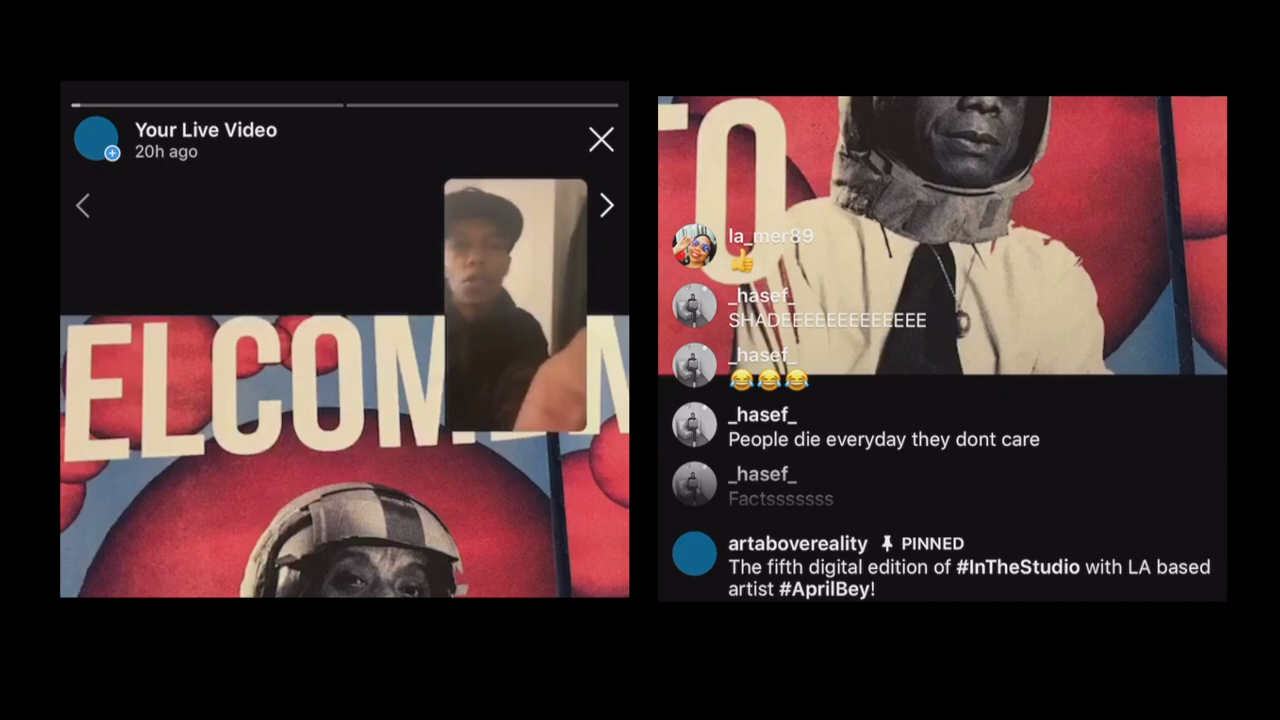 Your Live Video
20h ago
ELCOM
TO
la_mer89
👍
_hasef_
SHADEEEEEEEEEEEEE
_hasef_
😂😂😂
_hasef_
People die everyday they dont care
_hasef_
Factsssssss
artabovereality 📌 PINNED
The fifth digital edition of #InTheStudio with LA based
artist #AprilBey!